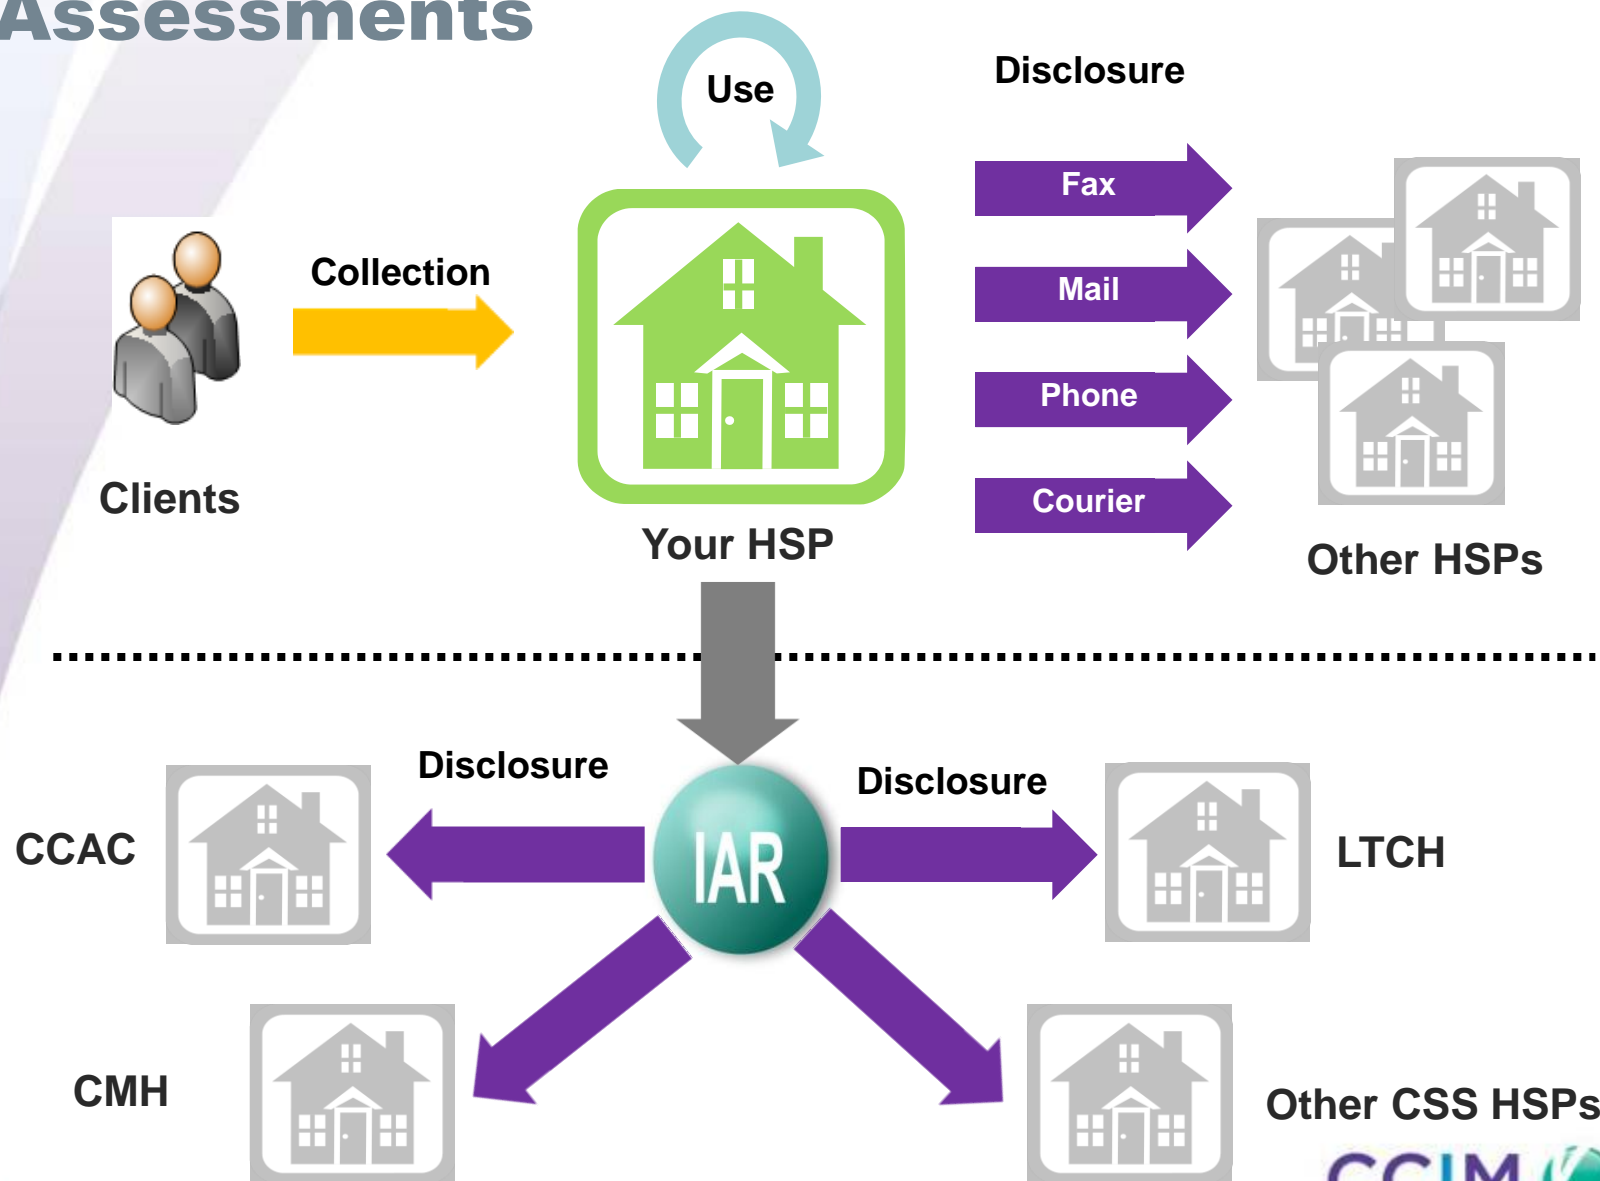 Assessments
Use
Disclosure
Fax
Collection
Mail
Phone
Clients
Courier
Your HSP
Other HSPs
Disclosure
Disclosure
CCAC
IAR
LTCH
CMH
Other CSS HSPs
CCIM